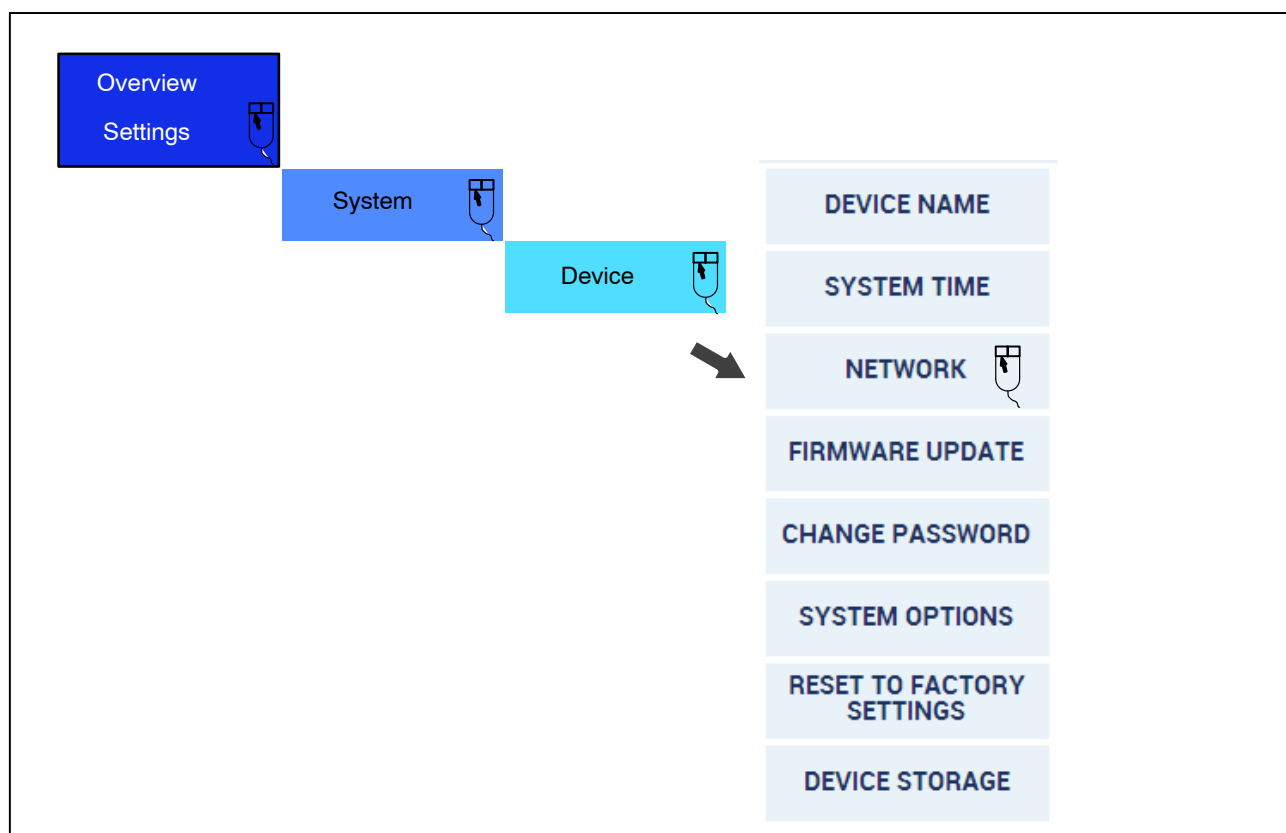 Overview
Settings
System
Device
DEVICE NAME
SYSTEM TIME
NETWORK
FIRMWARE UPDATE
CHANGE PASSWORD
SYSTEM OPTIONS
RESET TO FACTORY
SETTINGS
DEVICE STORAGE